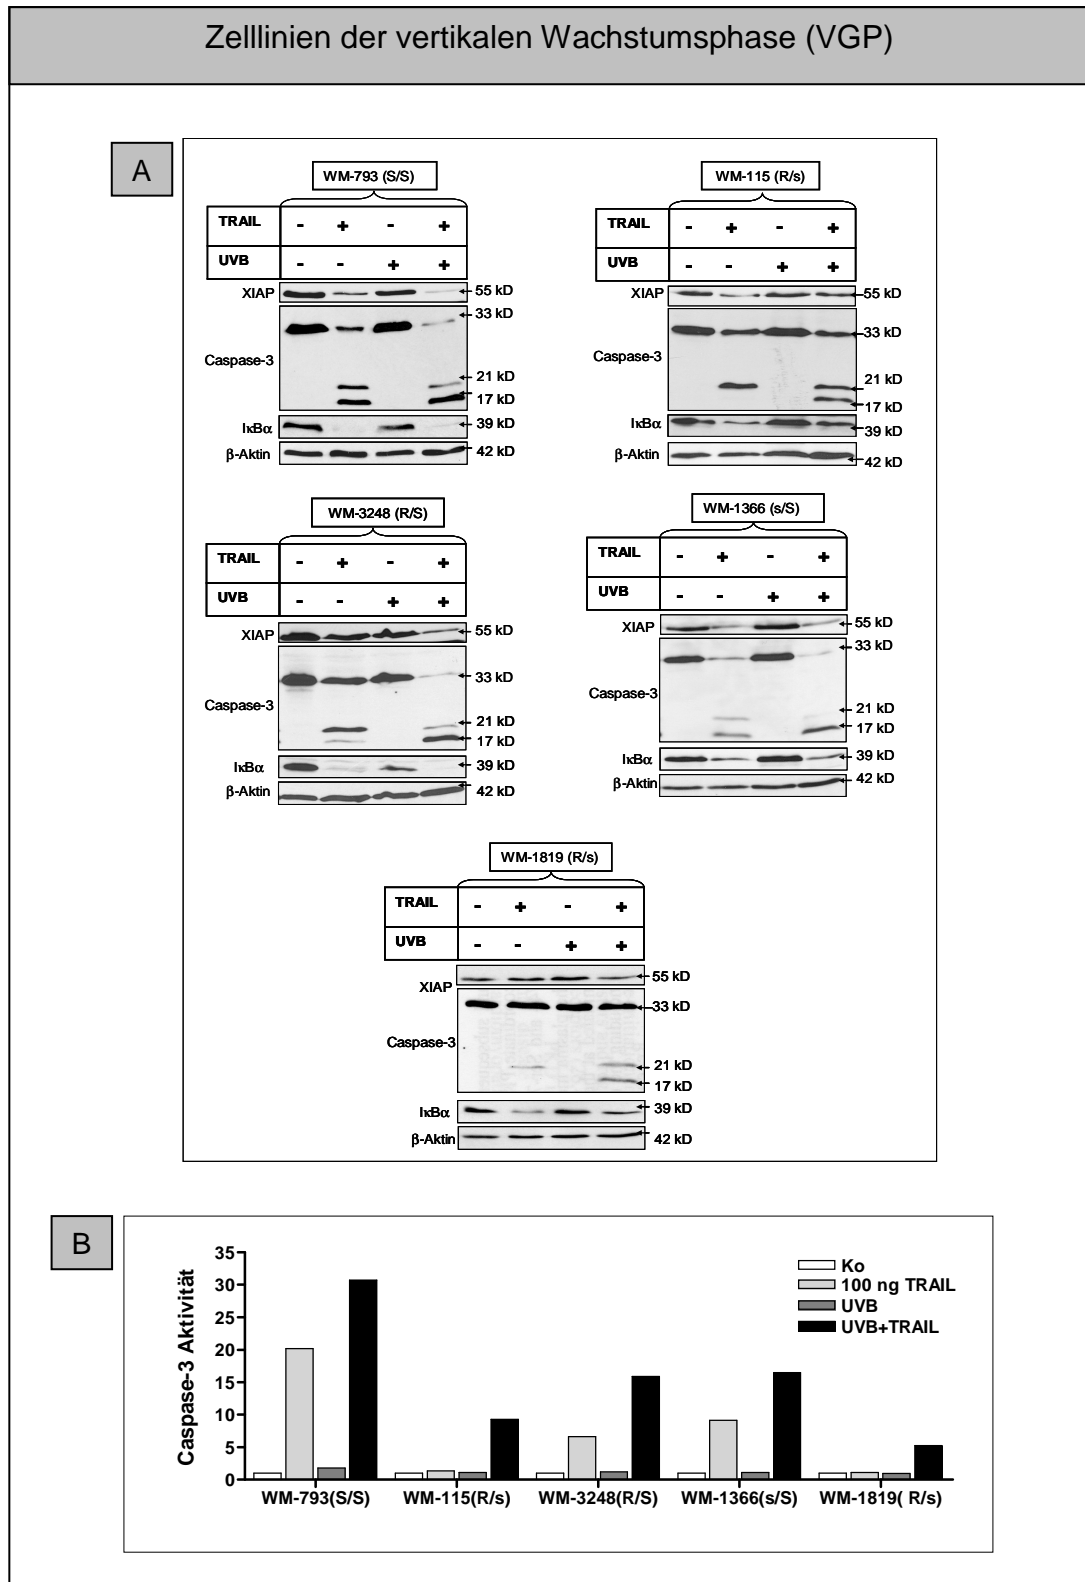 Zelllinien der vertikalen Wachstumsphase (VGP)
A
WM-793 (S/S)
TRAIL - + - +
UVB - - + +
XIAP 55 kD
33 kD
Caspase-3
21 kD
17 kD
IκBα 39 kD
β-Aktin 42 kD
WM-115 (R/s)
TRAIL - + - +
UVB - - + +
XIAP 55 kD
33 kD
Caspase-3
21 kD
17 kD
IκBα 39 kD
β-Aktin 42 kD
WM-3248 (R/S)
TRAIL - + - +
UVB - - + +
XIAP 55 kD
33 kD
Caspase-3
21 kD
17 kD
IκBα 39 kD
β-Aktin 42 kD
WM-1366 (s/S)
TRAIL - + - +
UVB - - + +
XIAP 55 kD
33 kD
Caspase-3
21 kD
17 kD
IκBα 39 kD
β-Aktin 42 kD
WM-1819 (R/s)
TRAIL - + - +
UVB - - + +
XIAP 55 kD
33 kD
Caspase-3
21 kD
17 kD
IκBα 39 kD
β-Aktin 42 kD
B
Caspase-3 Aktivität
35
30
25
20
15
10
5
0
Ko
100 ng TRAIL
UVB
UVB+TRAIL
WM-793(S/S) WM-115(R/s) WM-3248(R/S) WM-1366(s/S) WM-1819( R/s)